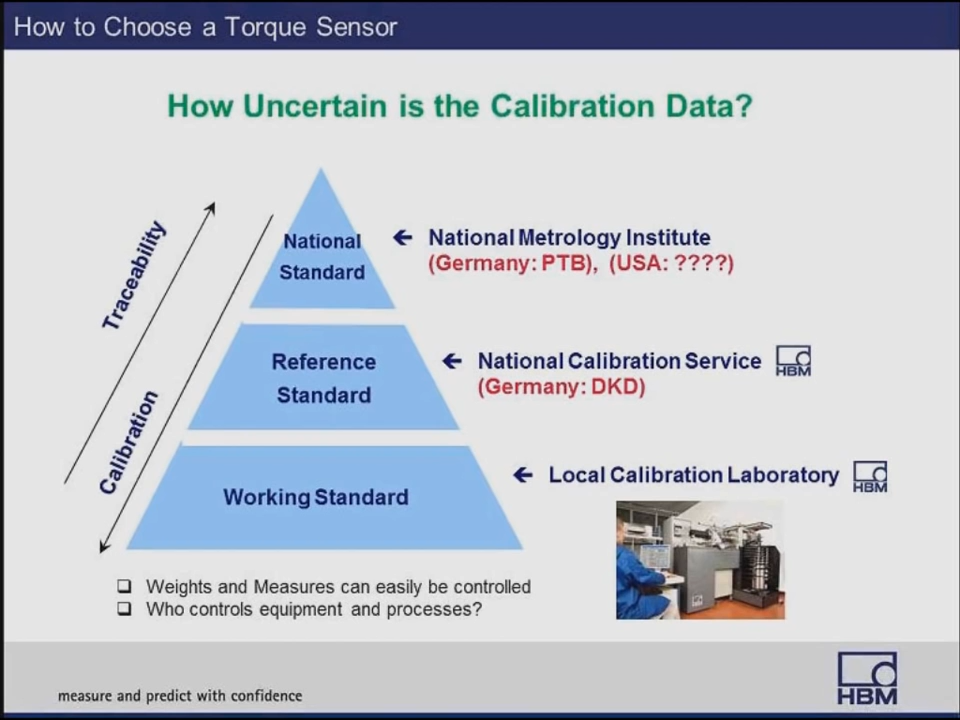 How to Choose a Torque Sensor
How Uncertain is the Calibration Data?
Traceability
Calibration
National
Standard
National Metrology Institute
(Germany: PTB), (USA: ????)
Reference
Standard
National Calibration Service
HBM
(Germany: DKD)
Working Standard
Local Calibration Laboratory
HBM
❑ Weights and Measures can easily be controlled
❑ Who controls equipment and processes?
measure and predict with confidence
HBM